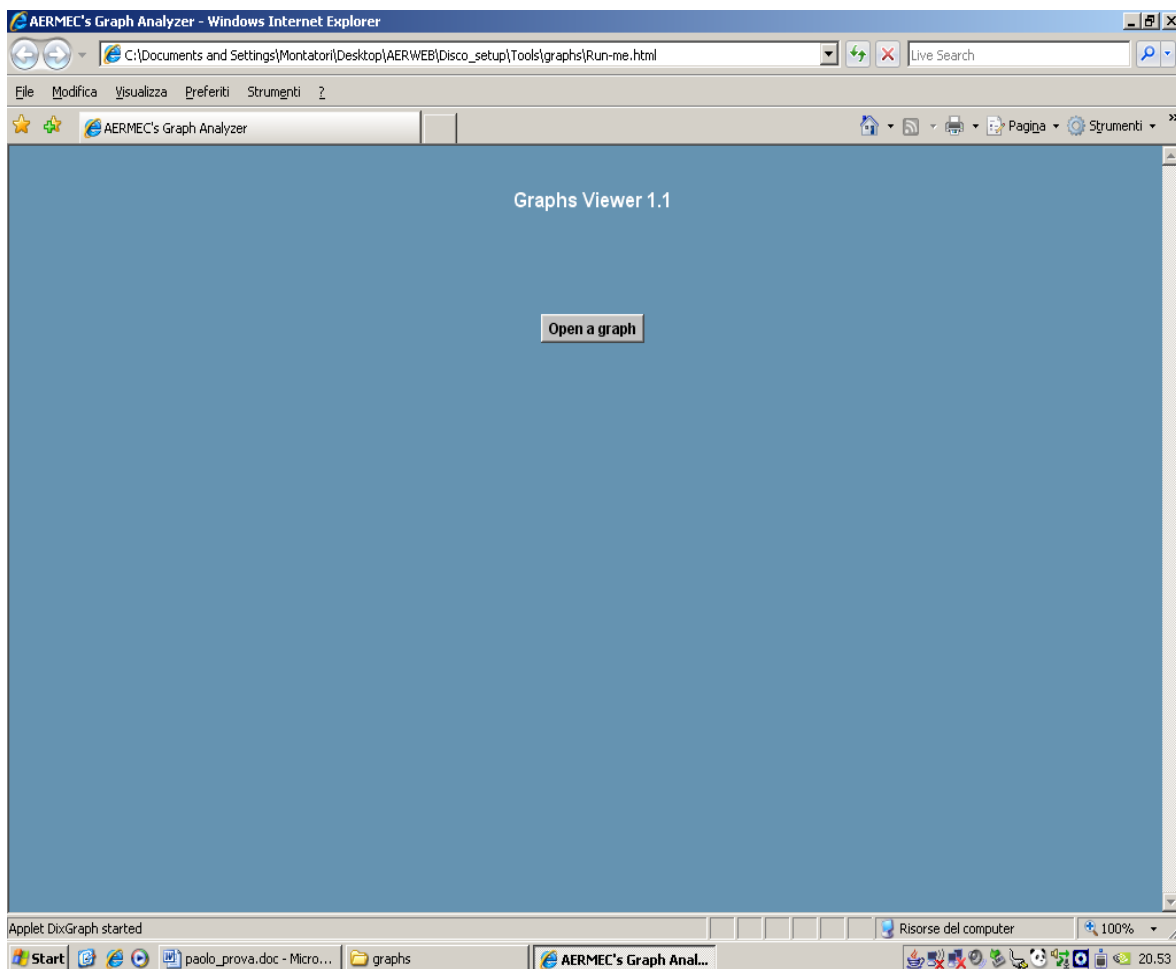 AERMEC's Graph Analyzer - Windows Internet Explorer
C:\Documents and Settings\Montatori\Desktop\AERWEB\Disco_setup\Tools\graphs\Run-me.html
Live Search
File Modifica Visualizza Preferiti Strumenti ?
AERMEC's Graph Analyzer
Pagina Strumenti »
Graphs Viewer 1.1
Open a graph
Applet DixGraph started
Risorse del computer
100%
Start
paolo_prova.doc - Micro...
graphs
AERMEC's Graph Anal...
20.53